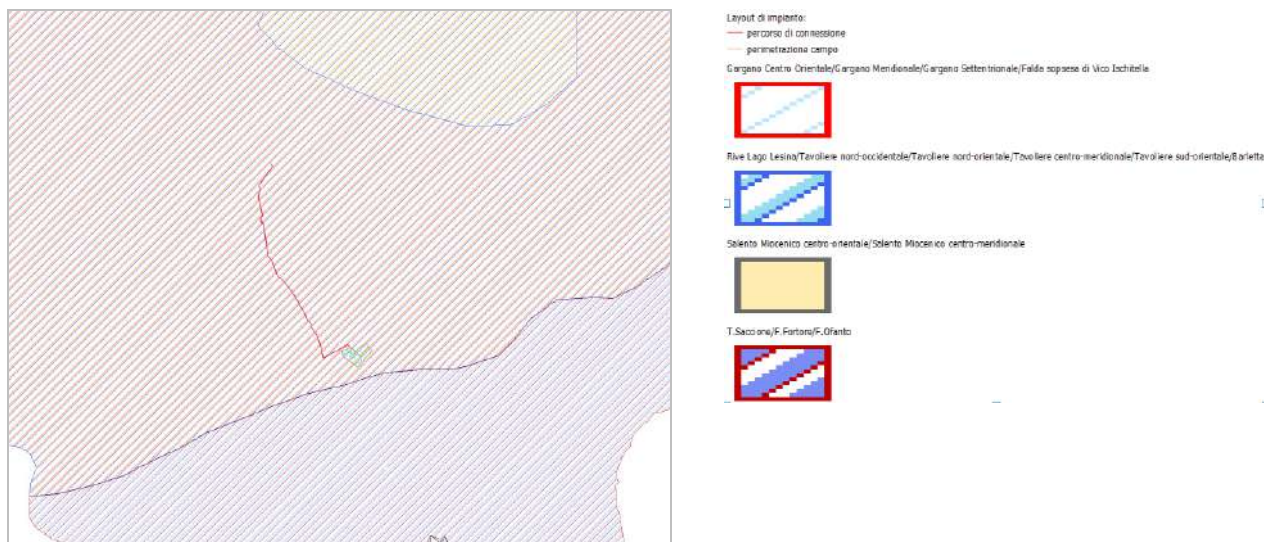 Layout di impianto:
percorso di connessione
perimetrazione campo
Gargano Centro Orientale/Gargano Meridionale/Gargano Settentrionale/Falda sospesa di Vico Ischitella
Rive Lago Lesina/Tavoliere nord-occidentale/Tavoliere nord-orientale/Tavoliere centro-meridionale/Tavoliere sud-orientale/Barletta
Salento Miocenico centro-orientale/Salento Miocenico centro-meridionale
T.Saccione/F.Fortore/F.Ofanto